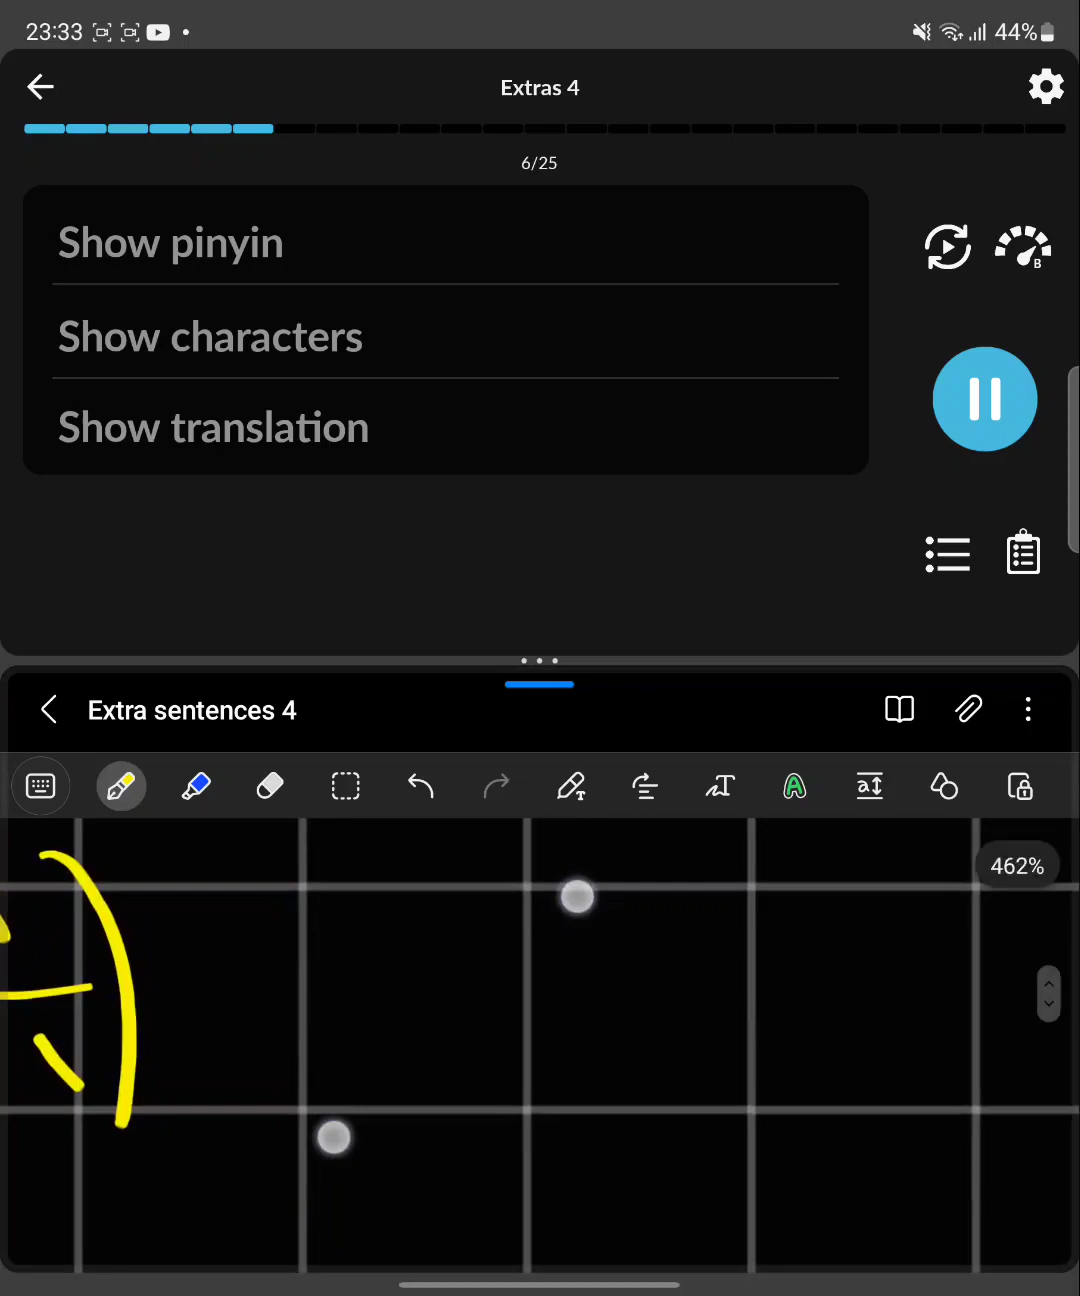 23:33
44%
Extras 4
6/25
Show pinyin
Show characters
Show translation
B
Extra sentences 4
T
T
A
a
462%
)